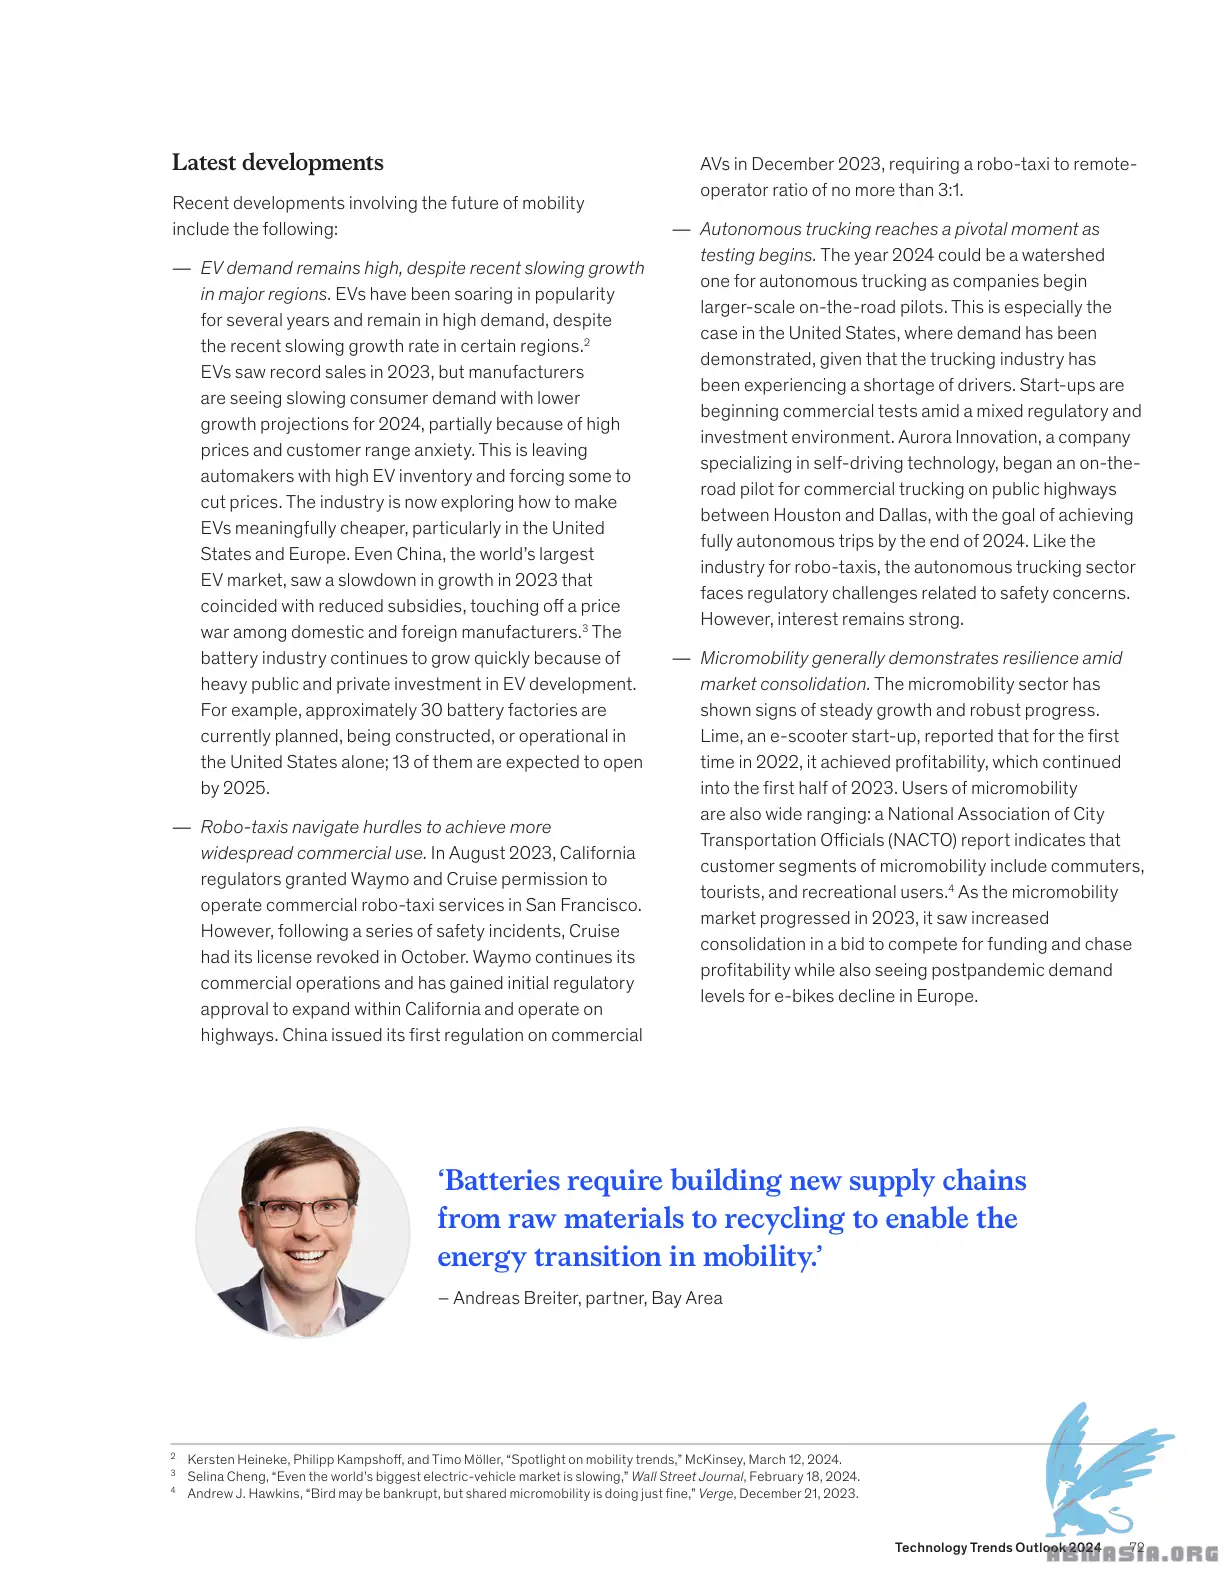 Latest developments
Recent developments involving the future of mobility
include the following:
— EV demand remains high, despite recent slowing growth
in major regions. EVs have been soaring in popularity
for several years and remain in high demand, despite
the recent slowing growth rate in certain regions.2
EVs saw record sales in 2023, but manufacturers
are seeing slowing consumer demand with lower
growth projections for 2024, partially because of high
prices and customer range anxiety. This is leaving
automakers with high EV inventory and forcing some to
cut prices. The industry is now exploring how to make
EVs meaningfully cheaper, particularly in the United
States and Europe. Even China, the world’s largest
EV market, saw a slowdown in growth in 2023 that
coincided with reduced subsidies, touching off a price
war among domestic and foreign manufacturers.3 The
battery industry continues to grow quickly because of
heavy public and private investment in EV development.
For example, approximately 30 battery factories are
currently planned, being constructed, or operational in
the United States alone; 13 of them are expected to open
by 2025.
— Robo-taxis navigate hurdles to achieve more
widespread commercial use. In August 2023, California
regulators granted Waymo and Cruise permission to
operate commercial robo-taxi services in San Francisco.
However, following a series of safety incidents, Cruise
had its license revoked in October. Waymo continues its
commercial operations and has gained initial regulatory
approval to expand within California and operate on
highways. China issued its first regulation on commercial
AVs in December 2023, requiring a robo-taxi to remote-
operator ratio of no more than 3:1.
— Autonomous trucking reaches a pivotal moment as
testing begins. The year 2024 could be a watershed
one for autonomous trucking as companies begin
larger-scale on-the-road pilots. This is especially the
case in the United States, where demand has been
demonstrated, given that the trucking industry has
been experiencing a shortage of drivers. Start-ups are
beginning commercial tests amid a mixed regulatory and
investment environment. Aurora Innovation, a company
specializing in self-driving technology, began an on-the-
road pilot for commercial trucking on public highways
between Houston and Dallas, with the goal of achieving
fully autonomous trips by the end of 2024. Like the
industry for robo-taxis, the autonomous trucking sector
faces regulatory challenges related to safety concerns.
However, interest remains strong.
— Micromobility generally demonstrates resilience amid
market consolidation. The micromobility sector has
shown signs of steady growth and robust progress.
Lime, an e-scooter start-up, reported that for the first
time in 2022, it achieved profitability, which continued
into the first half of 2023. Users of micromobility
are also wide ranging: a National Association of City
Transportation Officials (NACTO) report indicates that
customer segments of micromobility include commuters,
tourists, and recreational users.4 As the micromobility
market progressed in 2023, it saw increased
consolidation in a bid to compete for funding and chase
profitability while also seeing postpandemic demand
levels for e-bikes decline in Europe.
‘Batteries require building new supply chains
from raw materials to recycling to enable the
energy transition in mobility.’
– Andreas Breiter, partner, Bay Area
2 Kersten Heineke, Philipp Kampshoff, and Timo Möller, “Spotlight on mobility trends,” McKinsey, March 12, 2024.
3 Selina Cheng, “Even the world’s biggest electric-vehicle market is slowing,” Wall Street Journal, February 18, 2024.
4 Andrew J. Hawkins, “Bird may be bankrupt, but shared micromobility is doing just fine,” Verge, December 21, 2023.
Technology Trends Outlook 2024 72
ABWASIA.ORG